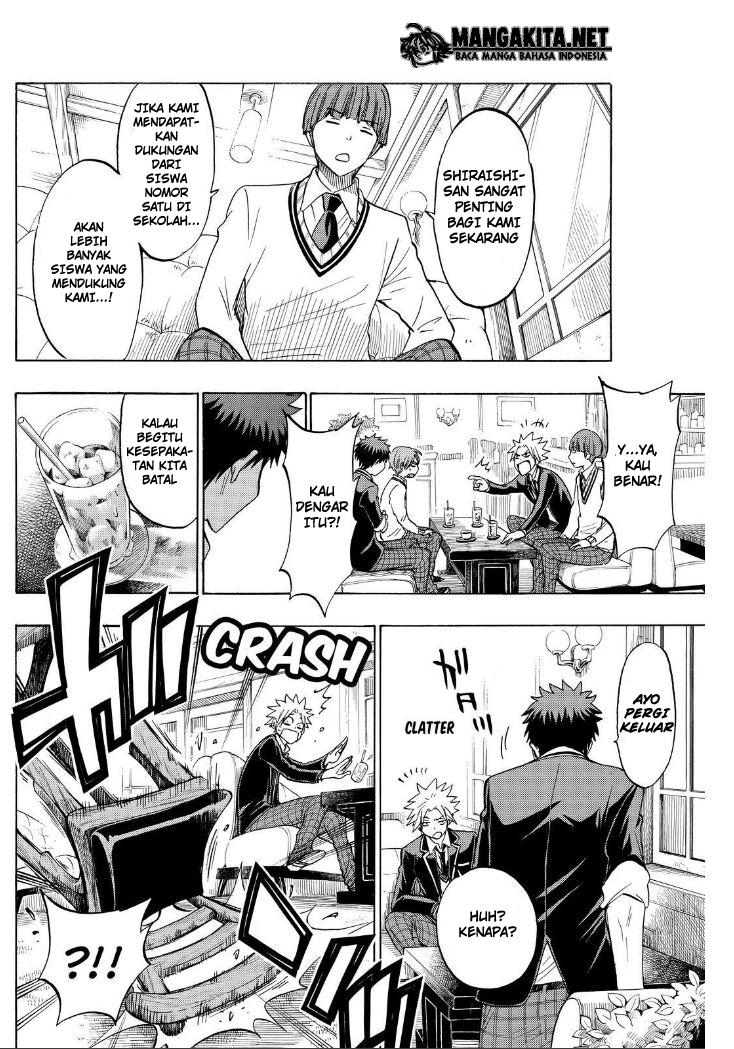 MANGAKITA.NET
BACA MANGA BAHASA INDONESIA
SHIRAISHI-
SAN SANGAT
PENTING
BAGI KAMI
SEKARANG
JIKA KAMI
MENDAPAT-
KAN
DUKUNGAN
DARI
SISWA
NOMOR
SATU DI
SEKOLAH...
AKAN
LEBIH
BANYAK
SISWA YANG
MENDUKUNG
KAMI...!
Y...YA,
KAU
BENAR!
KAU
DENGAR
ITU?!
KALAU
BEGITU
KESEPAKA-
TAN KITA
BATAL
AYO
PERGI
KELUAR
ガタ
CLATTER
HUH?
KENAPA?
CRASH
?!!